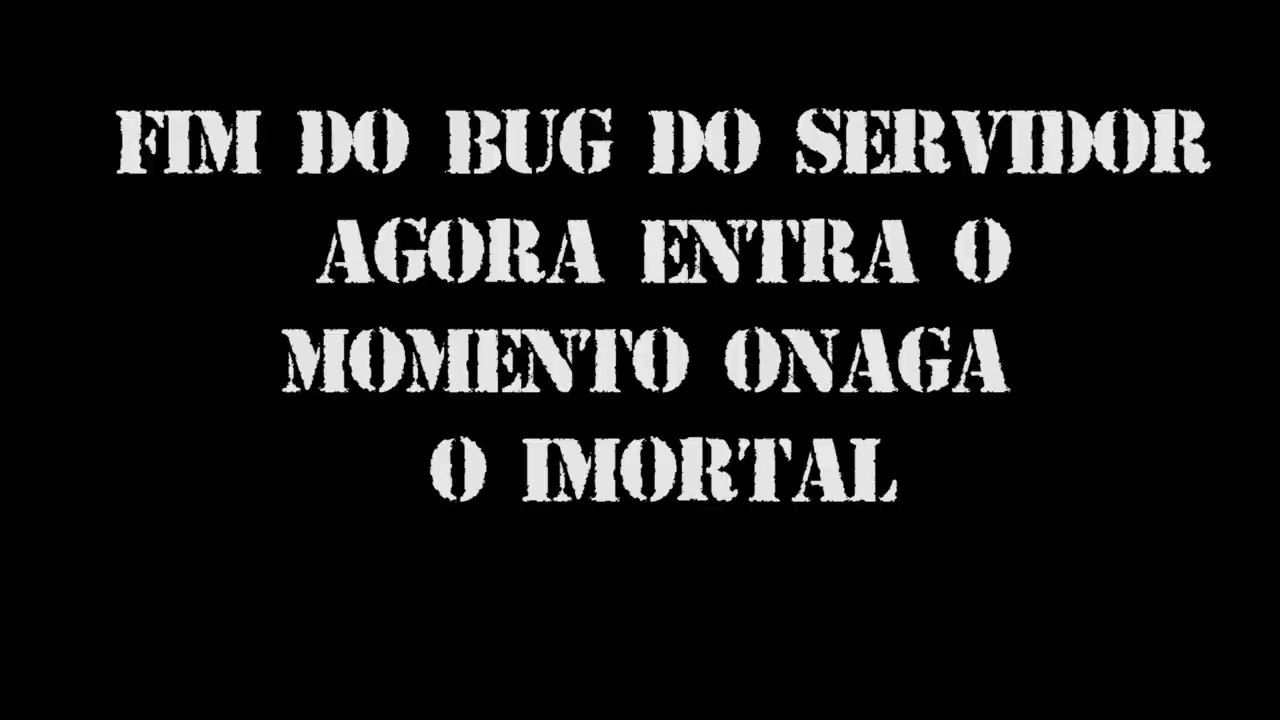 FIM DO BUG DO SERVIDOR
AGORA ENTRA O
MOMENTO ONAGA
O IMORTAL